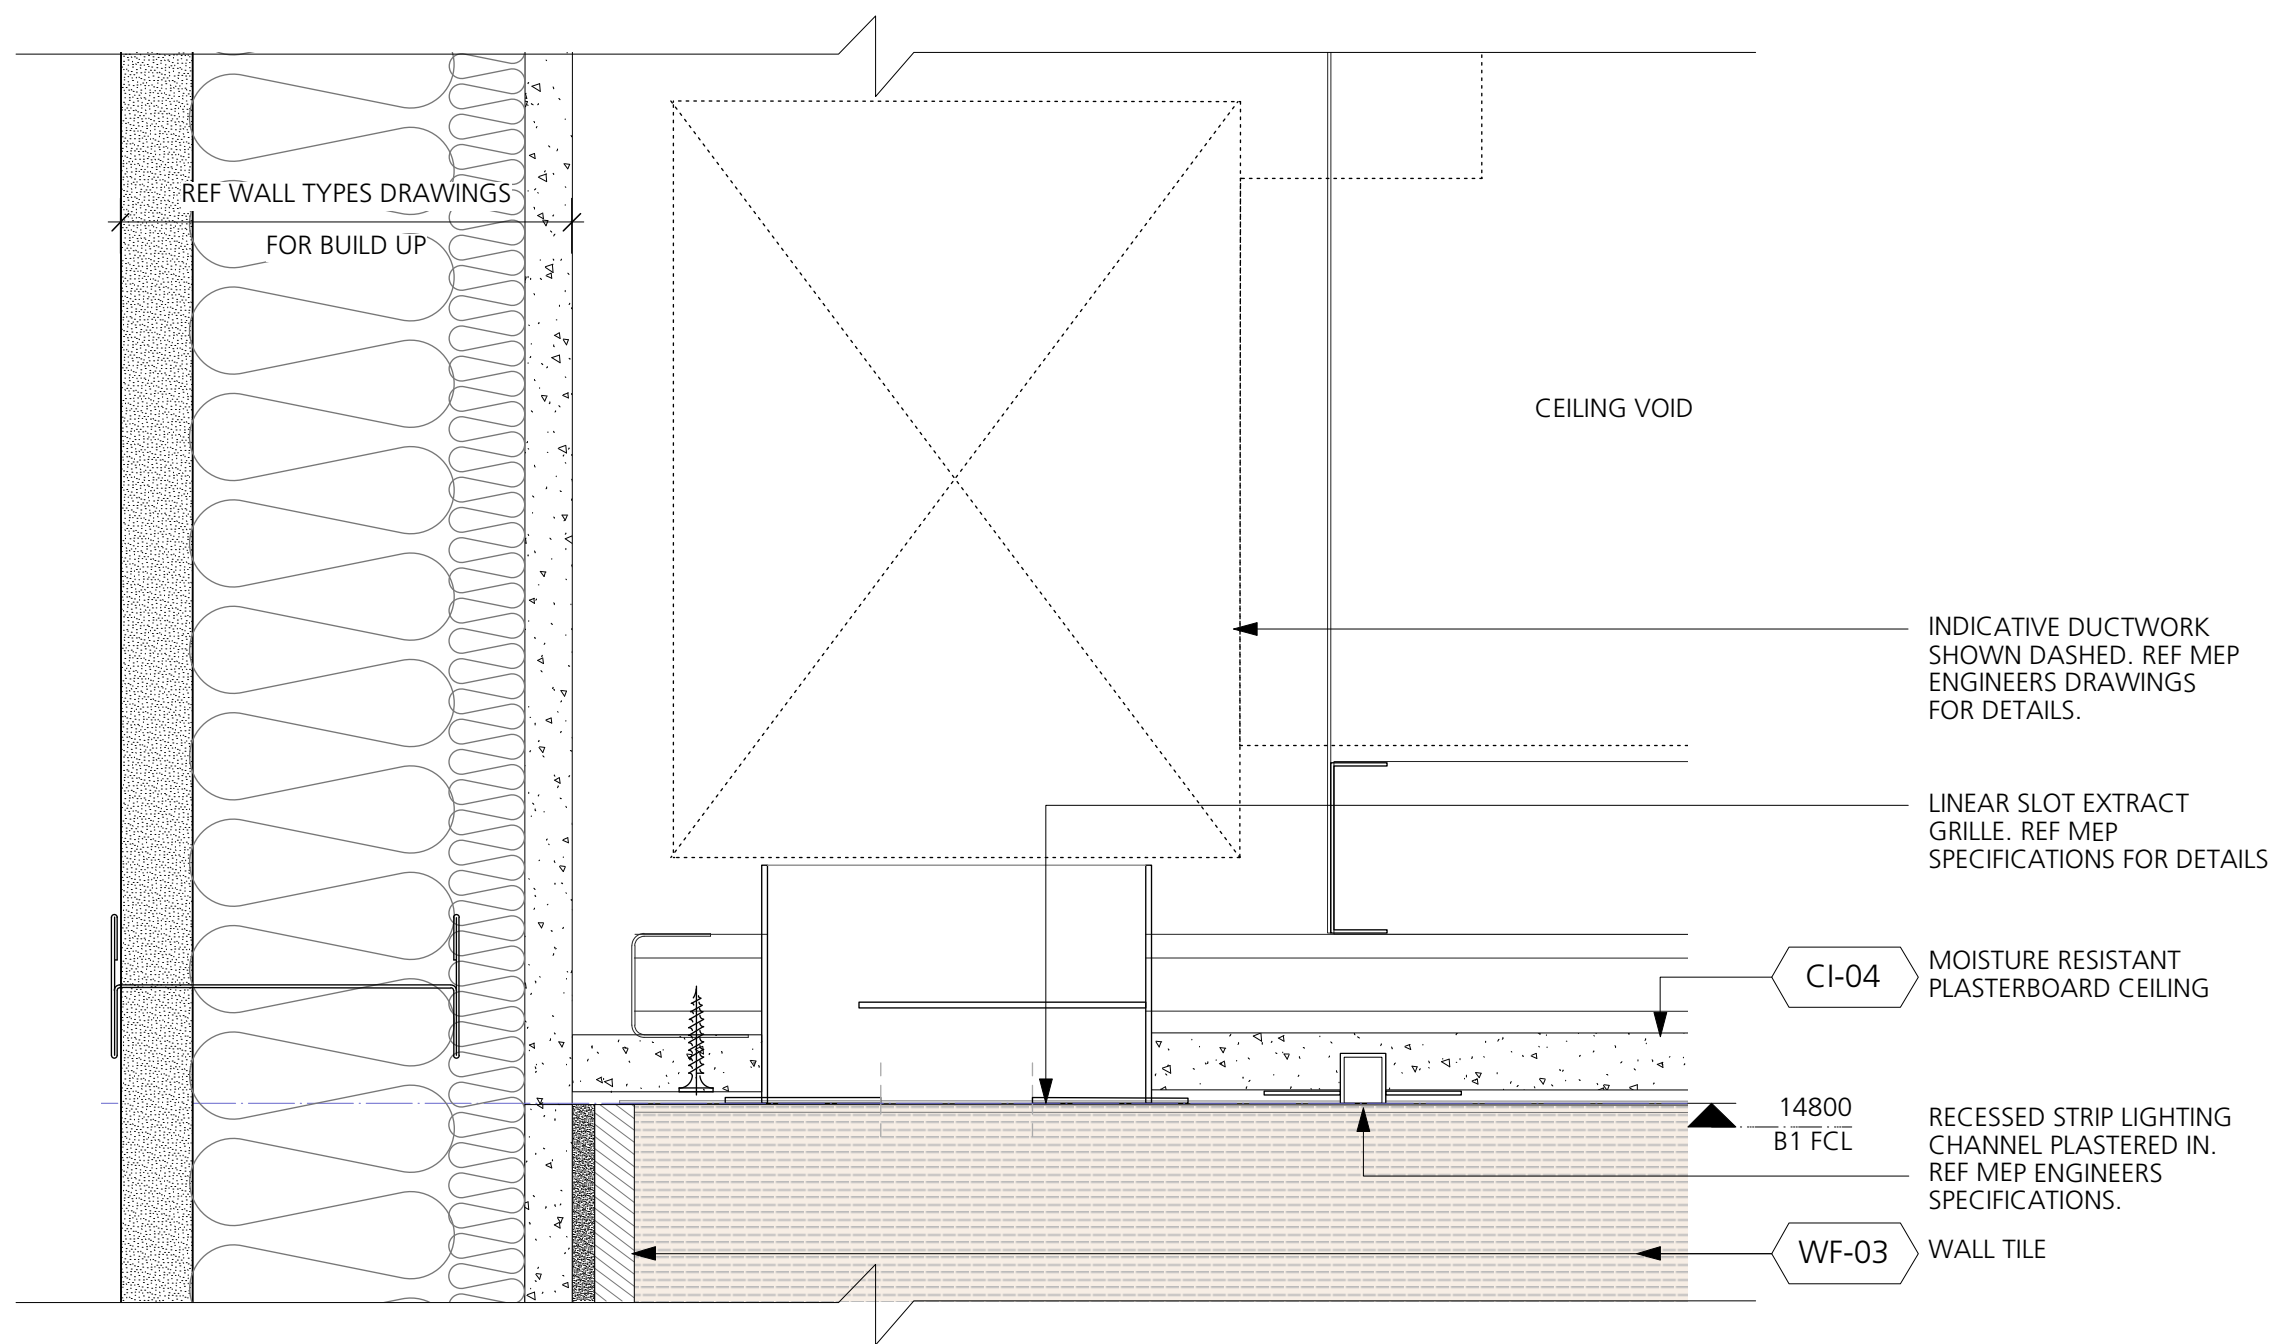 REF WALL TYPES DRAWINGS
FOR BUILD UP
CEILING VOID
INDICATIVE DUCTWORK
SHOWN DASHED. REF MEP
ENGINEERS DRAWINGS
FOR DETAILS.
LINEAR SLOT EXTRACT
GRILLE. REF MEP
SPECIFICATIONS FOR DETAILS
CI-04
MOISTURE RESISTANT
PLASTERBOARD CEILING
14800
B1 FCL
RECESSED STRIP LIGHTING
CHANNEL PLASTERED IN.
REF MEP ENGINEERS
SPECIFICATIONS.
WF-03
WALL TILE